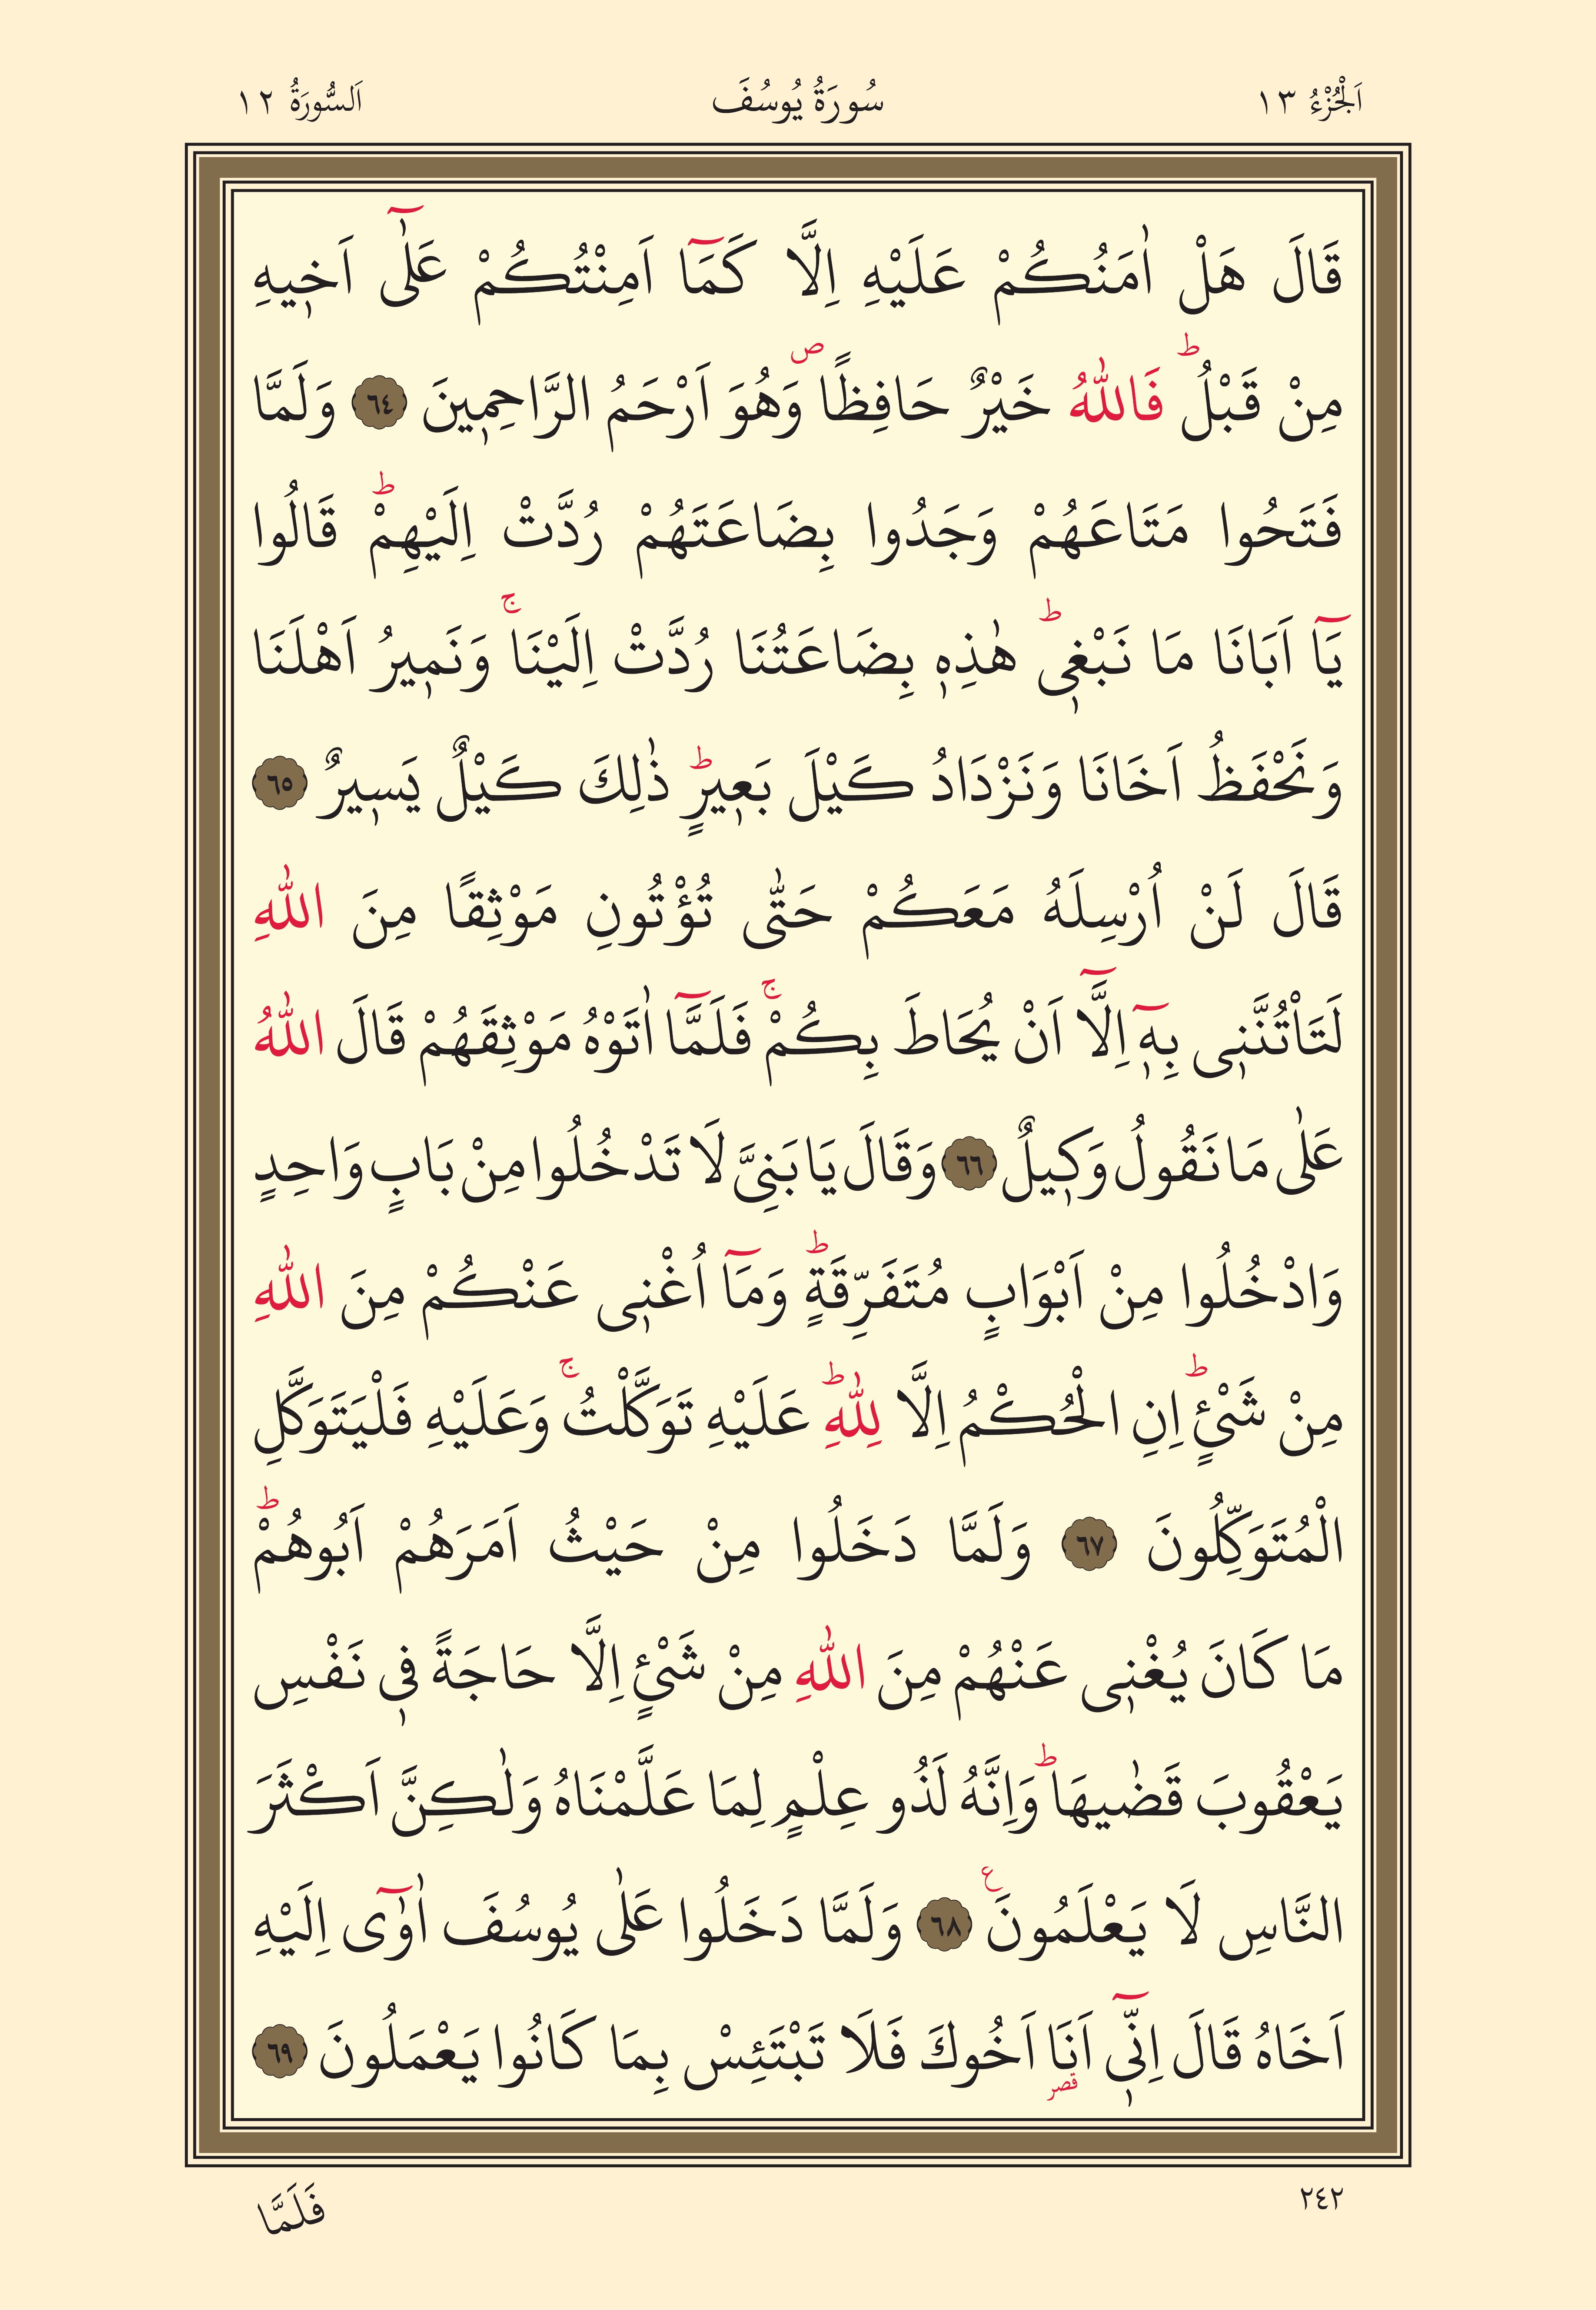 اَلْجُزْءُ ١٣
سُورَةُ يُوسُفَ
اَلسُّورَةُ ١٢
قَالَ هَلْ اٰمَنُكُمْ عَلَيْهِ اِلَّا كَمَٓا اَمِنْتُكُمْ عَلٰٓى اَخٖيهِ
مِنْ قَبْلُؕ فَاللّٰهُ خَيْرٌ حَافِظًاࣕ وَهُوَ اَرْحَمُ الرَّاحِمٖينَ ٦٤ وَلَمَّا
فَتَحُوا مَتَاعَهُمْ وَجَدُوا بِضَاعَتَهُمْ رُدَّتْ اِلَيْهِمْؕ قَالُوا
يَٓا اَبَانَا مَا نَبْغٖىؕ هٰذِهٖ بِضَاعَتُنَا رُدَّتْ اِلَيْنَاۚ وَنَمٖيرُ اَهْلَنَا
وَنَحْفَظُ اَخَانَا وَنَزْدَادُ كَيْلَ بَعٖيرٍؕ ذٰلِكَ كَيْلٌ يَسٖيرٌ ٦٥
قَالَ لَنْ اُرْسِلَهُ مَعَكُمْ حَتّٰى تُؤْتُونِ مَوْثِقًا مِنَ اللّٰهِ
لَتَأْتُنَّنٖى بِهٖٓ اِلَّٓا اَنْ يُحَاطَ بِكُمْۚ فَلَمَّٓا اٰتَوْهُ مَوْثِقَهُمْ قَالَ اللّٰهُ
عَلٰى مَا نَقُولُ وَكٖيلٌ ٦٦ وَقَالَ يَا بَنِىَّ لَا تَدْخُلُوا مِنْ بَابٍ وَاحِدٍ
وَادْخُلُوا مِنْ اَبْوَابٍ مُتَفَرِّقَةٍؕ وَمَٓا اُغْنٖى عَنْكُمْ مِنَ اللّٰهِ
مِنْ شَىْءٍؕ اِنِ الْحُكْمُ اِلَّا لِلّٰهِؕ عَلَيْهِ تَوَكَّلْتُۚ وَعَلَيْهِ فَلْيَتَوَكَّلِ
الْمُتَوَكِّلُونَ ٦٧ وَلَمَّا دَخَلُوا مِنْ حَيْثُ اَمَرَهُمْ اَبُوهُمْؕ
مَا كَانَ يُغْنٖى عَنْهُمْ مِنَ اللّٰهِ مِنْ شَىْءٍ اِلَّا حَاجَةً فٖى نَفْسِ
يَعْقُوبَ قَضٰيهَاؕ وَاِنَّهُ لَذُو عِلْمٍ لِمَا عَلَّمْنَاهُ وَلٰكِنَّ اَكْثَرَ
النَّاسِ لَا يَعْلَمُونَ ع ٦٨ وَلَمَّا دَخَلُوا عَلٰى يُوسُفَ اٰوٰٓى اِلَيْهِ
اَخَاهُ قَالَ اِنّٖٓى اَنَا قصر اَخُوكَ فَلَا تَبْتَئِسْ بِمَا كَانُوا يَعْمَلُونَ ٦٩
٢٤٢
فَلَمَّا